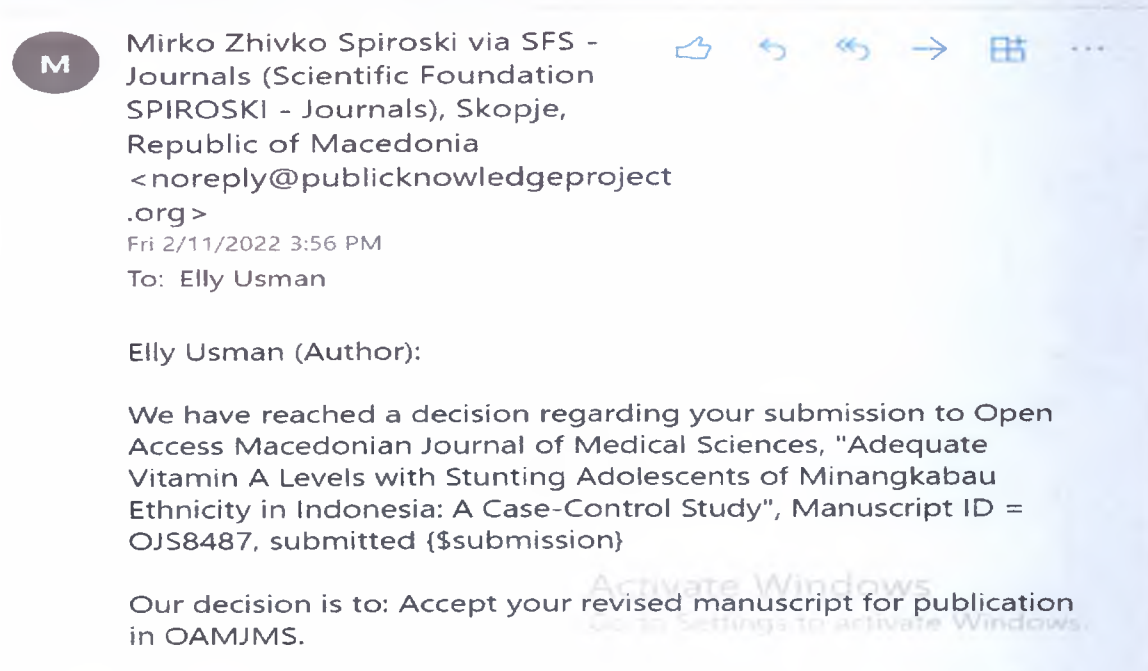 M
Mirko Zhivko Spiroski via SFS -
Journals (Scientific Foundation
SPIROSKI - Journals), Skopje,
Republic of Macedonia
<noreply@publicknowledgeproject
.org>
Fri 2/11/2022 3:56 PM
To: Elly Usman
Elly Usman (Author):
We have reached a decision regarding your submission to Open
Access Macedonian Journal of Medical Sciences, "Adequate
Vitamin A Levels with Stunting Adolescents of Minangkabau
Ethnicity in Indonesia: A Case-Control Study", Manuscript ID =
OJS8487, submitted {$submission}
Activate Windows
Our decision is to: Accept your revised manuscript for publication
in OAMJMS.
Go to Settings to activate Windows.